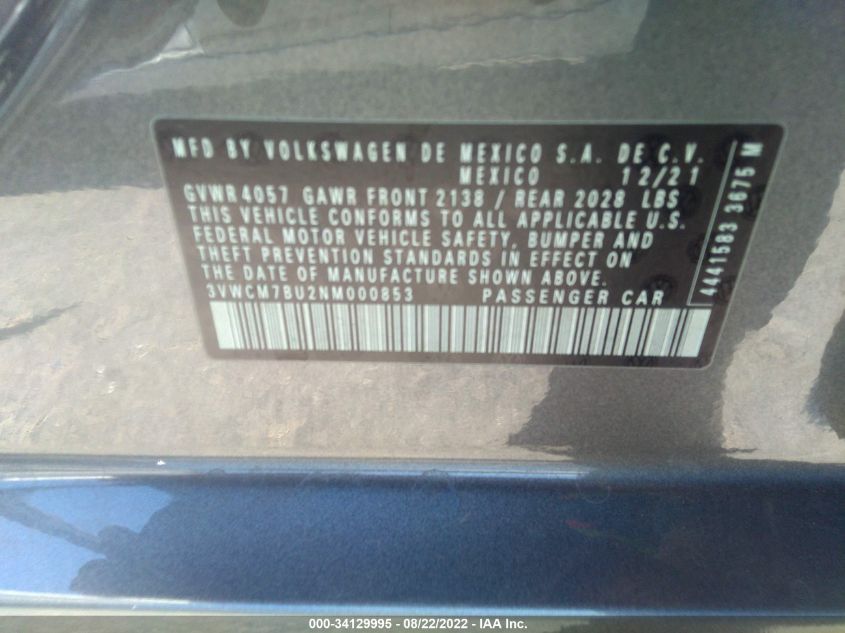 MFD BY VOLKSWAGEN DE MEXICO S.A. DE C.V.
MEXICO 12/21
GVWR 4057 GAWR FRONT 2138 / REAR 2028 LBS
THIS VEHICLE CONFORMS TO ALL APPLICABLE U.S.
FEDERAL MOTOR VEHICLE SAFETY, BUMPER AND
THEFT PREVENTION STANDARDS IN EFFECT ON
THE DATE OF MANUFACTURE SHOWN ABOVE.
3VWCM7BU2NM000853 PASSENGER CAR
4441583 3675 M
000-34129995 - 08/22/2022 - IAA Inc.